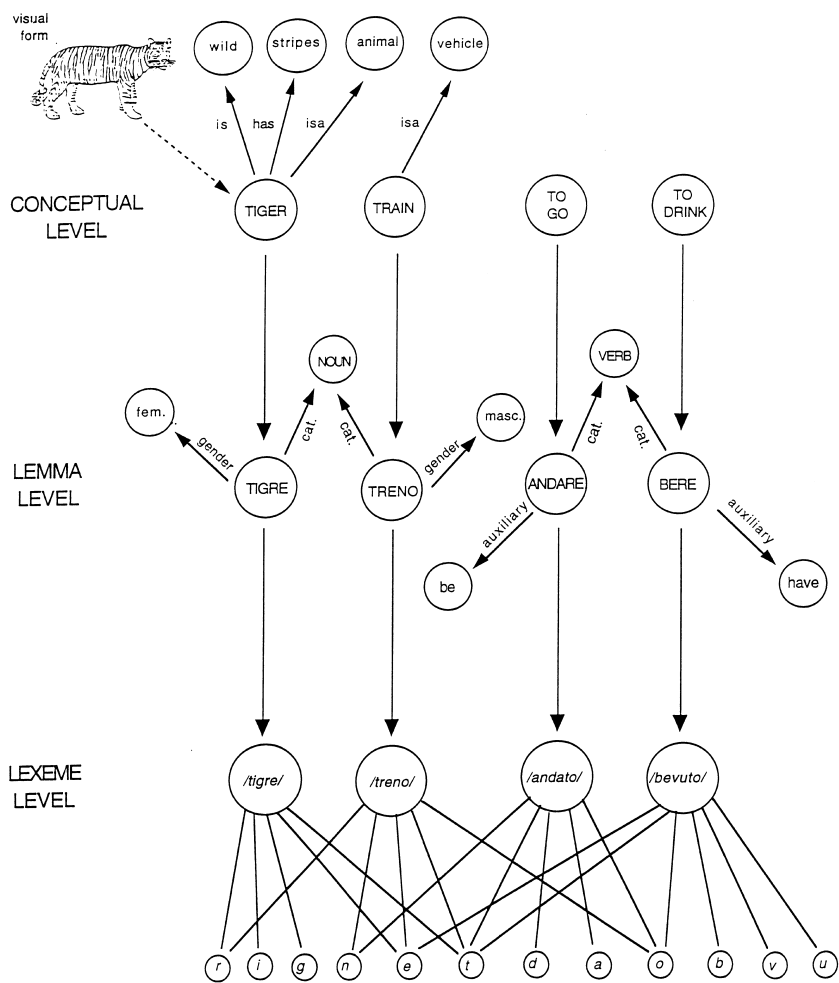 visual
form
wild
stripes
animal
vehicle
is
has
isa
isa
CONCEPTUAL
LEVEL
TIGER
TRAIN
TO
GO
TO
DRINK
NOUN
VERB
fem.
masc.
gender
cat.
cat.
gender
cat.
cat.
LEMMA
LEVEL
TIGRE
TRENO
ANDARE
BERE
auxiliary
auxiliary
be
have
LEXEME
LEVEL
/tigre/
/treno/
/andato/
/bevuto/
r i g n e t d a o b v u